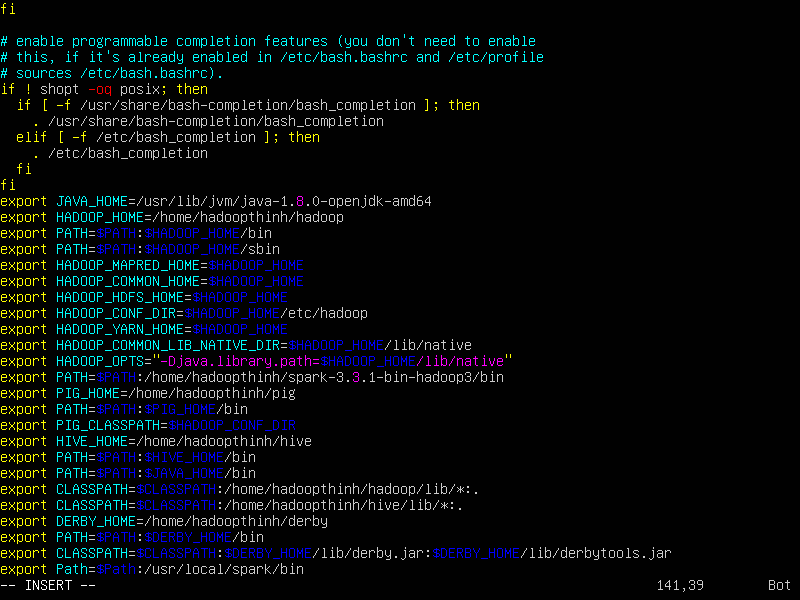 fi

# enable programmable completion features (you don't need to enable
# this, if it's already enabled in /etc/bash.bashrc and /etc/profile
# sources /etc/bash.bashrc).
if ! shopt -oq posix; then
  if [ -f /usr/share/bash-completion/bash_completion ]; then
    . /usr/share/bash-completion/bash_completion
  elif [ -f /etc/bash_completion ]; then
    . /etc/bash_completion
  fi
fi
export JAVA_HOME=/usr/lib/jvm/java-1.8.0-openjdk-amd64
export HADOOP_HOME=/home/hadoopthinh/hadoop
export PATH=$PATH:$HADOOP_HOME/bin
export PATH=$PATH:$HADOOP_HOME/sbin
export HADOOP_MAPRED_HOME=$HADOOP_HOME
export HADOOP_COMMON_HOME=$HADOOP_HOME
export HADOOP_HDFS_HOME=$HADOOP_HOME
export HADOOP_CONF_DIR=$HADOOP_HOME/etc/hadoop
export HADOOP_YARN_HOME=$HADOOP_HOME
export HADOOP_COMMON_LIB_NATIVE_DIR=$HADOOP_HOME/lib/native
export HADOOP_OPTS="-Djava.library.path=$HADOOP_HOME/lib/native"
export PATH=$PATH:/home/hadoopthinh/spark-3.3.1-bin-hadoop3/bin
export PIG_HOME=/home/hadoopthinh/pig
export PATH=$PATH:$PIG_HOME/bin
export PIG_CLASSPATH=$HADOOP_CONF_DIR
export HIVE_HOME=/home/hadoopthinh/hive
export PATH=$PATH:$HIVE_HOME/bin
export PATH=$PATH:$JAVA_HOME/bin
export CLASSPATH=$CLASSPATH:/home/hadoopthinh/hadoop/lib/*:.
export CLASSPATH=$CLASSPATH:/home/hadoopthinh/hive/lib/*:.
export DERBY_HOME=/home/hadoopthinh/derby
export PATH=$PATH:$DERBY_HOME/bin
export CLASSPATH=$CLASSPATH:$DERBY_HOME/lib/derby.jar:$DERBY_HOME/lib/derbytools.jar
export Path=$Path:/usr/local/spark/bin
-- INSERT -- 141,39 Bot